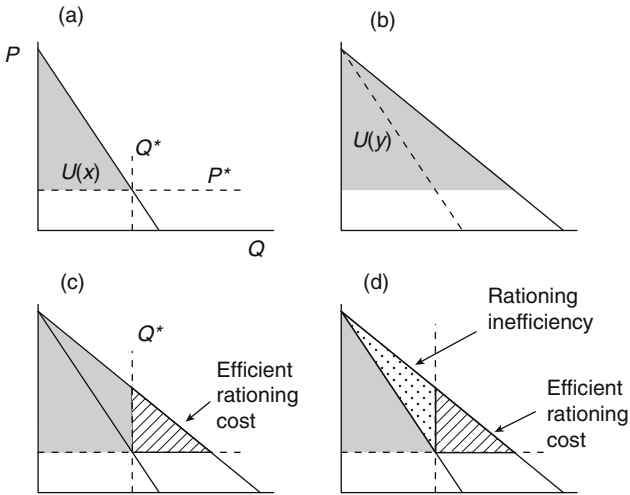 (a)
P
Q*
U(x)
P*
Q
(b)
U(y)
(c)
Q*
Efficient
rationing
cost
(d)
Rationing
inefficiency
Efficient
rationing
cost